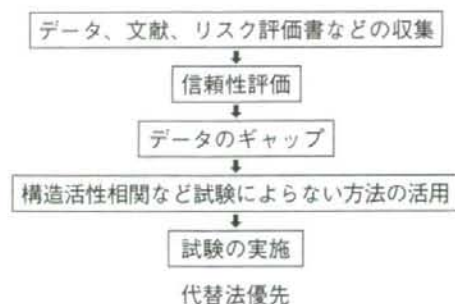 データ、文献、リスク評価書などの収集
信頼性評価
データのギャップ
構造活性相関など試験によらない方法の活用
試験の実施
代替法優先